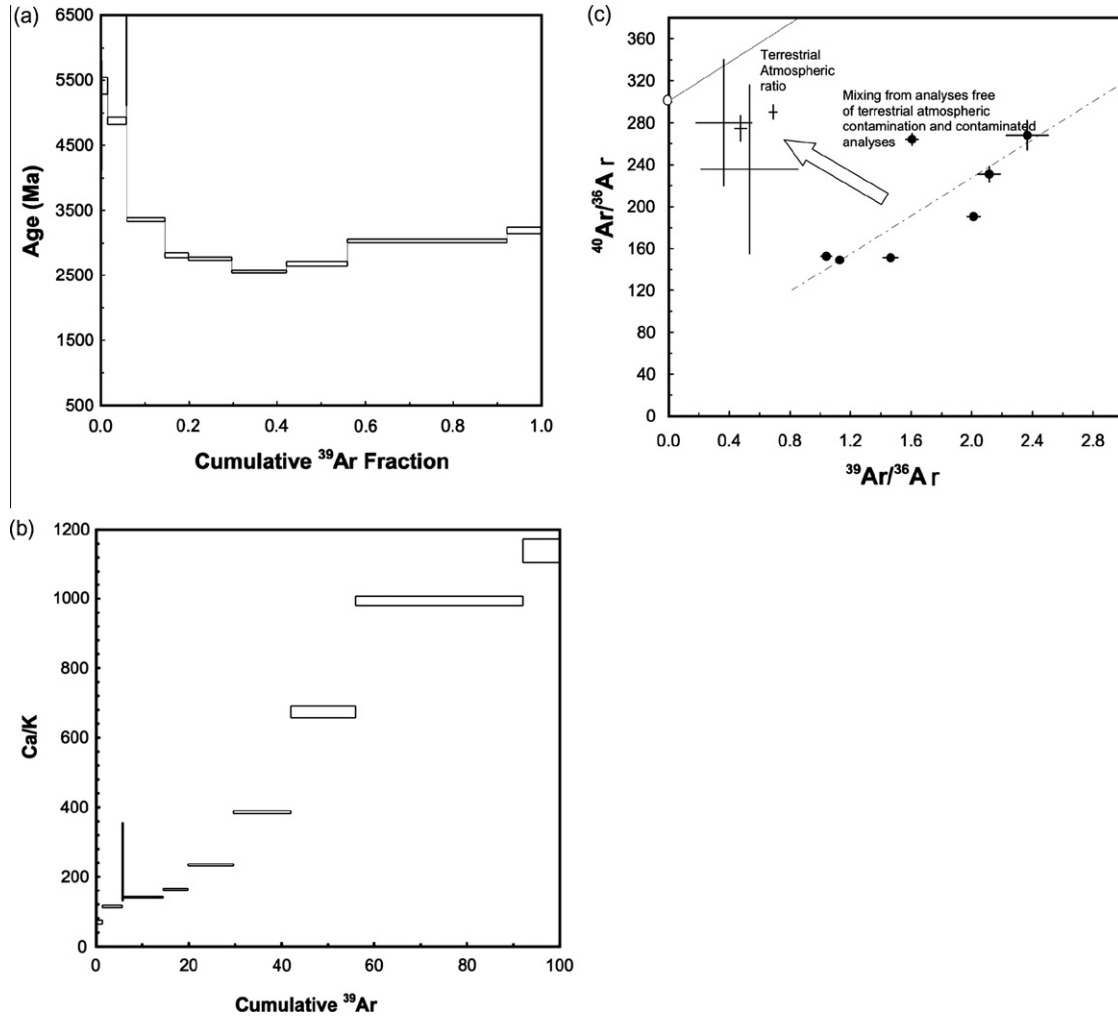 (a)
6500
5500
4500
3500
2500
1500
500
Age (Ma)
0.0 0.2 0.4 0.6 0.8 1.0
Cumulative ³⁹Ar Fraction
(c)
360
320
280
240
200
160
120
80
40
0
⁴⁰Ar/³⁶A r
Terrestrial
Atmospheric
ratio
Mixing from analyses free
of terrestrial atmospheric
contamination and contaminated
analyses
0.0 0.4 0.8 1.2 1.6 2.0 2.4 2.8
³⁹Ar/³⁶A r
(b)
1200
1000
800
600
400
200
0
Ca/K
0 20 40 60 80 100
Cumulative ³⁹Ar